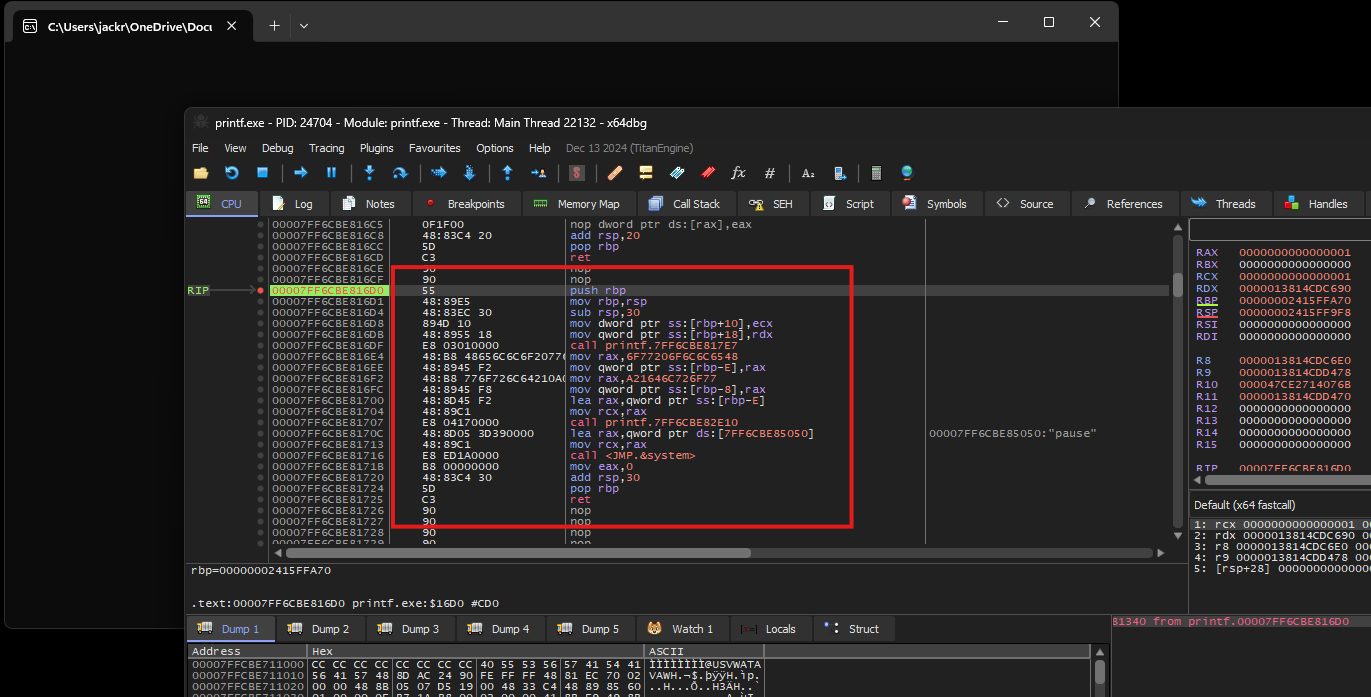 C:\Users\jackr\OneDrive\Docu
printf.exe - PID: 24704 - Module: printf.exe - Thread: Main Thread 22132 - x64dbg
File View Debug Tracing Plugins Favourites Options Help Dec 13 2024 (TitanEngine)
CPU Log Notes Breakpoints Memory Map Call Stack SEH Script Symbols Source References Threads Handles
00007FF6CBE816C5 0F1F00 nop dword ptr ds:[rax],eax
00007FF6CBE816C8 48:83C4 20 add rsp,20
00007FF6CBE816CC 5D pop rbp
00007FF6CBE816CD C3 ret
00007FF6CBE816CE 90 nop
00007FF6CBE816CF 90 nop
RIP 00007FF6CBE816D0 55 push rbp
00007FF6CBE816D1 48:89E5 mov rbp,rsp
00007FF6CBE816D4 48:83EC 30 sub rsp,30
00007FF6CBE816D8 894D 10 mov dword ptr ss:[rbp+10],ecx
00007FF6CBE816DB 48:8955 18 mov qword ptr ss:[rbp+18],rdx
00007FF6CBE816DF E8 03010000 call printf.7FF6CBE817E7
00007FF6CBE816E4 48:B8 48656C6C6F20776 mov rax,6F77206F6C6C6548
00007FF6CBE816EE 48:8945 F2 mov qword ptr ss:[rbp-E],rax
00007FF6CBE816F2 48:B8 776F726C64210A0 mov rax,A21646C726F77
00007FF6CBE816FC 48:8945 F8 mov qword ptr ss:[rbp-8],rax
00007FF6CBE81700 48:8D45 F2 lea rax,qword ptr ss:[rbp-E]
00007FF6CBE81704 48:89C1 mov rcx,rax
00007FF6CBE81707 E8 04170000 call printf.7FF6CBE82E10
00007FF6CBE8170C 48:8D05 3D390000 lea rax,qword ptr ds:[7FF6CBE85050] 00007FF6CBE85050:"pause"
00007FF6CBE81713 48:89C1 mov rcx,rax
00007FF6CBE81716 E8 ED1A0000 call <JMP.&system>
00007FF6CBE8171B B8 00000000 mov eax,0
00007FF6CBE81720 48:83C4 30 add rsp,30
00007FF6CBE81724 5D pop rbp
00007FF6CBE81725 C3 ret
00007FF6CBE81726 90 nop
00007FF6CBE81727 90 nop
00007FF6CBE81728 90 nop
00007FF6CBE81729 90 nop
RAX 0000000000000001
RBX 0000000000000000
RCX 0000000000000001
RDX 0000013814CDC690
RBP 00000002415FFA70
RSP 00000002415FF9F8
RSI 0000000000000000
RDI 0000000000000000
R8 0000013814CDC6E0
R9 0000013814CDD478
R10 000047CE2714076B
R11 0000013814CDD470
R12 0000000000000000
R13 0000000000000000
R14 0000000000000000
R15 0000000000000000
RIP 00007FF6CBE816D0
Default (x64 fastcall)
1: rcx 0000000000000001 00
2: rdx 0000013814CDC690 00
3: r8 0000013814CDC6E0 000
4: r9 0000013814CDD478 000
5: [rsp+28] 0000000000000
rbp=00000002415FFA70
.text:00007FF6CBE816D0 printf.exe:$16D0 #CD0
Dump 1 Dump 2 Dump 3 Dump 4 Dump 5 Watch 1 Locals Struct
81340 from printf.00007FF6CBE816D0
Address Hex ASCII
00007FFCBE711000 CC CC CC CC CC CC CC CC 40 55 53 56 57 41 54 41 ÌÌÌÌÌÌÌÌ@USVWATA
00007FFCBE711010 56 41 57 48 8D AC 24 90 FE FF FF 48 81 EC 70 02 VAWH.¬$.þÿÿH.ìp.
00007FFCBE711020 00 00 48 8B 05 07 D5 19 00 48 33 C4 48 89 85 60 ..H...Õ..H3ÄH..`